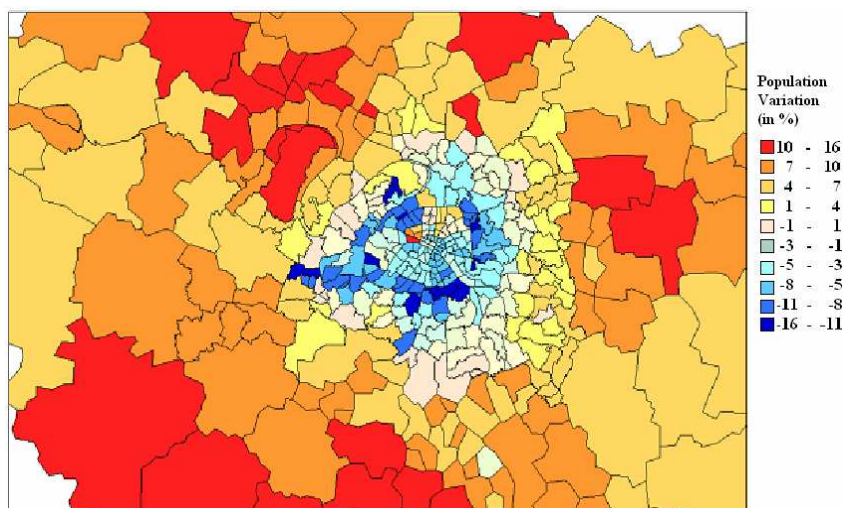 Population
Variation
(in %)
10 - 16
7 - 10
4 - 7
1 - 4
-1 - 1
-3 - -1
-5 - -3
-8 - -5
-11 - -8
-16 - -11